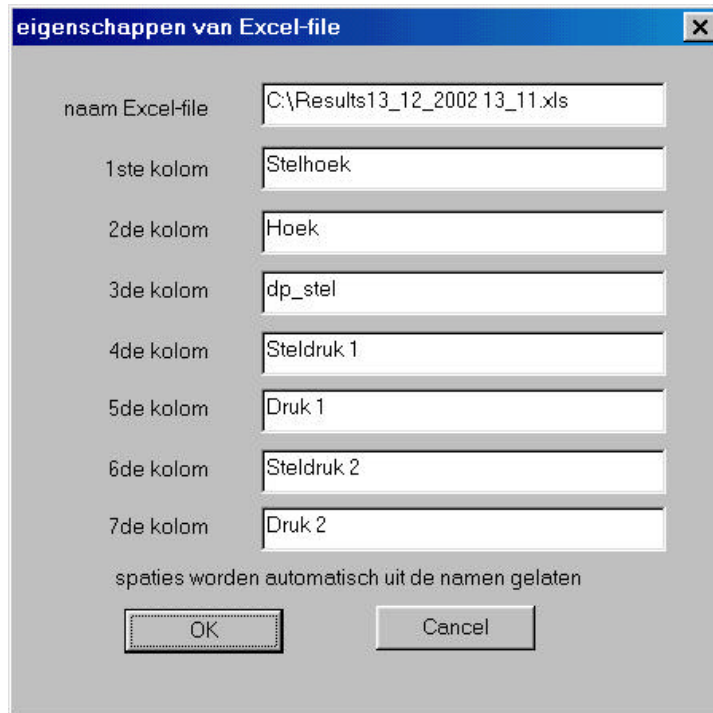 eigenschappen van Excel-file
naam Excel-file C:\Results13_12_2002 13_11.xls
1ste kolom Stelhoek
2de kolom Hoek
3de kolom dp_stel
4de kolom Steldruk 1
5de kolom Druk 1
6de kolom Steldruk 2
7de kolom Druk 2
spaties worden automatisch uit de namen gelaten
OK Cancel